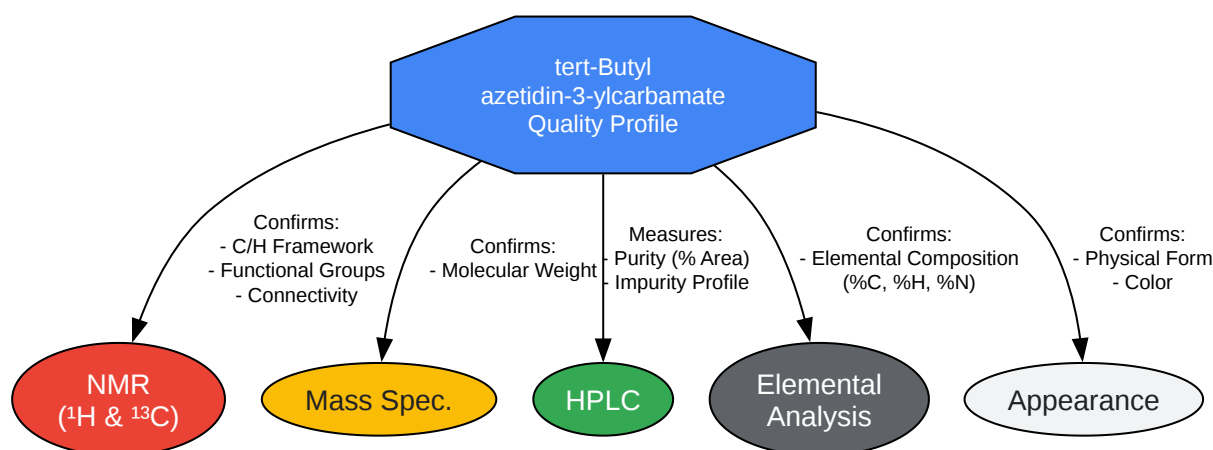 tert-Butyl
azetidin-3-ylcarbamate
Quality Profile
Confirms:
- C/H Framework
- Functional Groups
- Connectivity
Confirms:
- Molecular Weight
Measures:
- Purity (% Area)
- Impurity Profile
Confirms:
- Elemental Composition
(%C, %H, %N)
Confirms:
- Physical Form
- Color
NMR
(¹H & ¹³C)
Mass Spec.
HPLC
Elemental
Analysis
Appearance